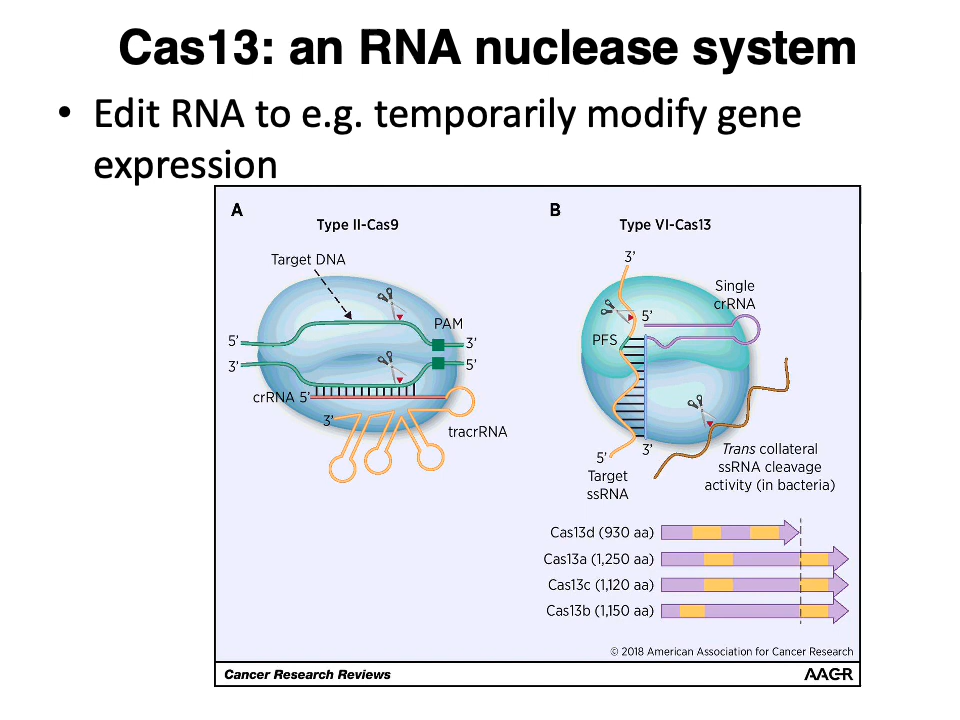 Cas13: an RNA nuclease system
• Edit RNA to e.g. temporarily modify gene
expression
A
Type II-Cas9
Target DNA
PAM
5’
3’
3’
5’
crRNA 5’
3’
tracrRNA
B
Type VI-Cas13
3’
Single
crRNA
5’
PFS
3’
5’
Target
ssRNA
Trans collateral
ssRNA cleavage
activity (in bacteria)
Cas13d (930 aa)
Cas13a (1,250 aa)
Cas13c (1,120 aa)
Cas13b (1,150 aa)
© 2018 American Association for Cancer Research
Cancer Research Reviews
AACR